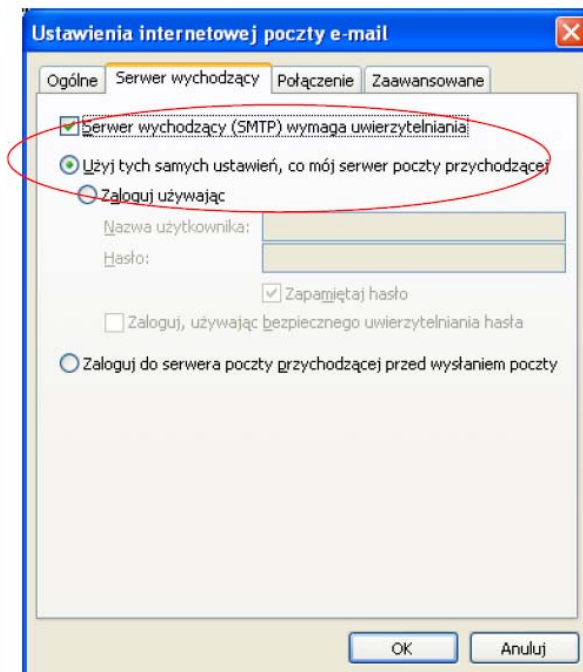 Ustawienia internetowej poczty e-mail
Ogólne Serwer wychodzący Połączenie Zaawansowane
Serwer wychodzący (SMTP) wymaga uwierzytelniania
Użyj tych samych ustawień, co mój serwer poczty przychodzącej
Zaloguj używając
Nazwa użytkownika:
Hasło:
Zapamiętaj hasło
Zaloguj, używając bezpiecznego uwierzytelniania hasła
Zaloguj do serwera poczty przychodzącej przed wysłaniem poczty
OK Anuluj